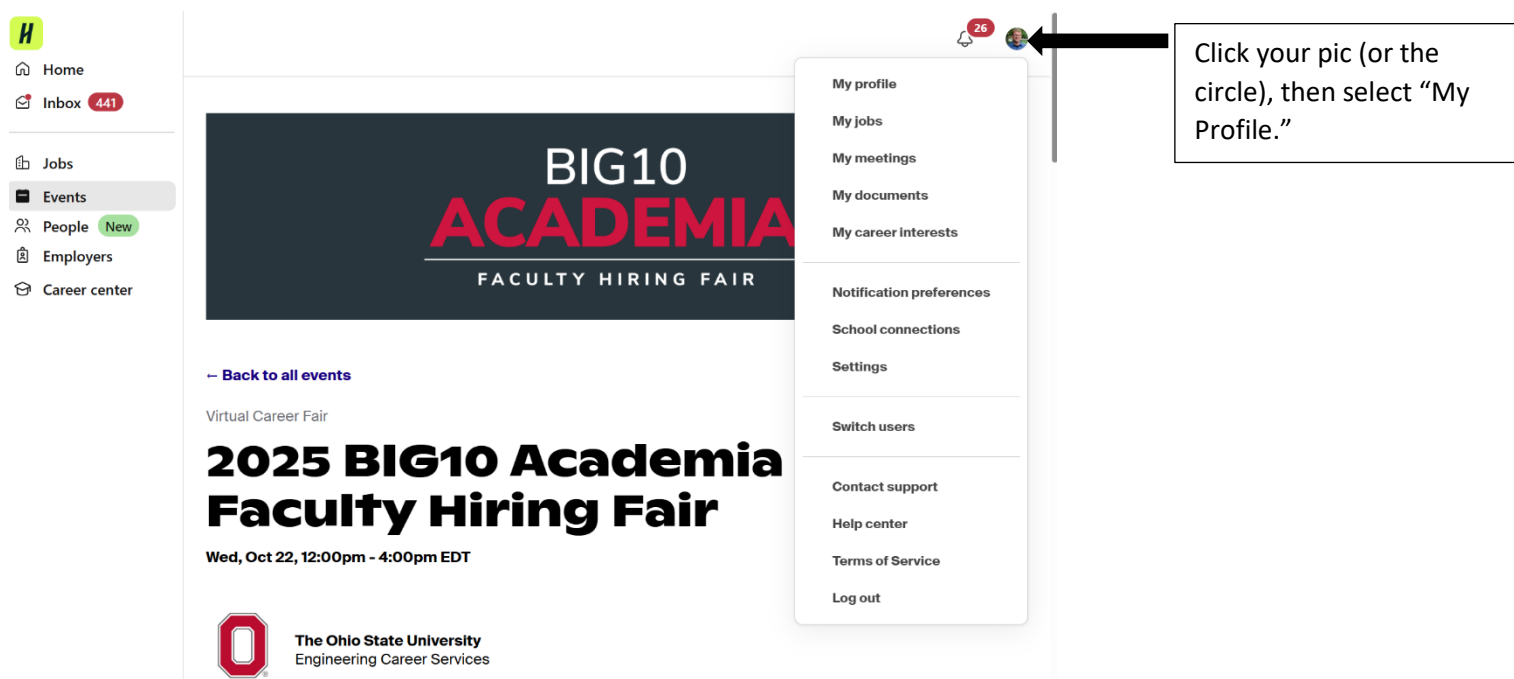 H
Home
Inbox 441
Jobs
Events
People New
Employers
Career center
26
My profile
My jobs
My meetings
My documents
My career interests
Notification preferences
School connections
Settings
Switch users
Contact support
Help center
Terms of Service
Log out
BIG10
ACADEMIA
FACULTY HIRING FAIR
← Back to all events
Virtual Career Fair
2025 BIG10 Academia
Faculty Hiring Fair
Wed, Oct 22, 12:00pm - 4:00pm EDT
The Ohio State University
Engineering Career Services
Click your pic (or the
circle), then select “My
Profile.”